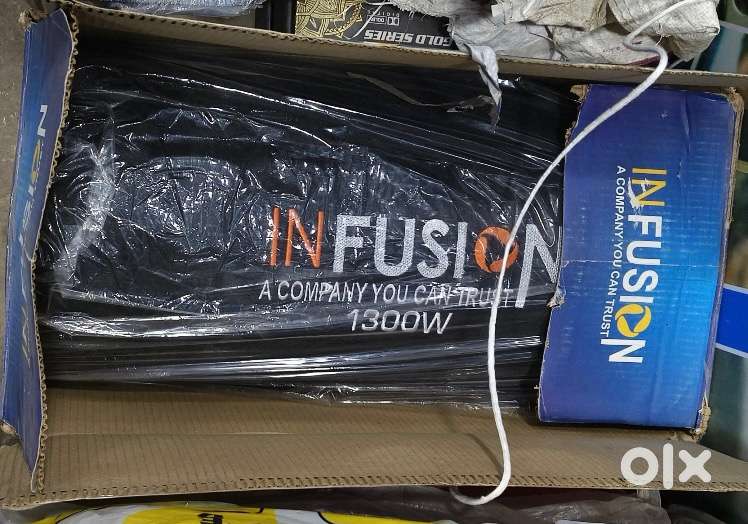 GOLD SERIES
INFUSION
A COMPANY YOU CAN TRUST
1300W
INFUSION
A COMPANY YOU CAN TRUST
INFUSION
olx